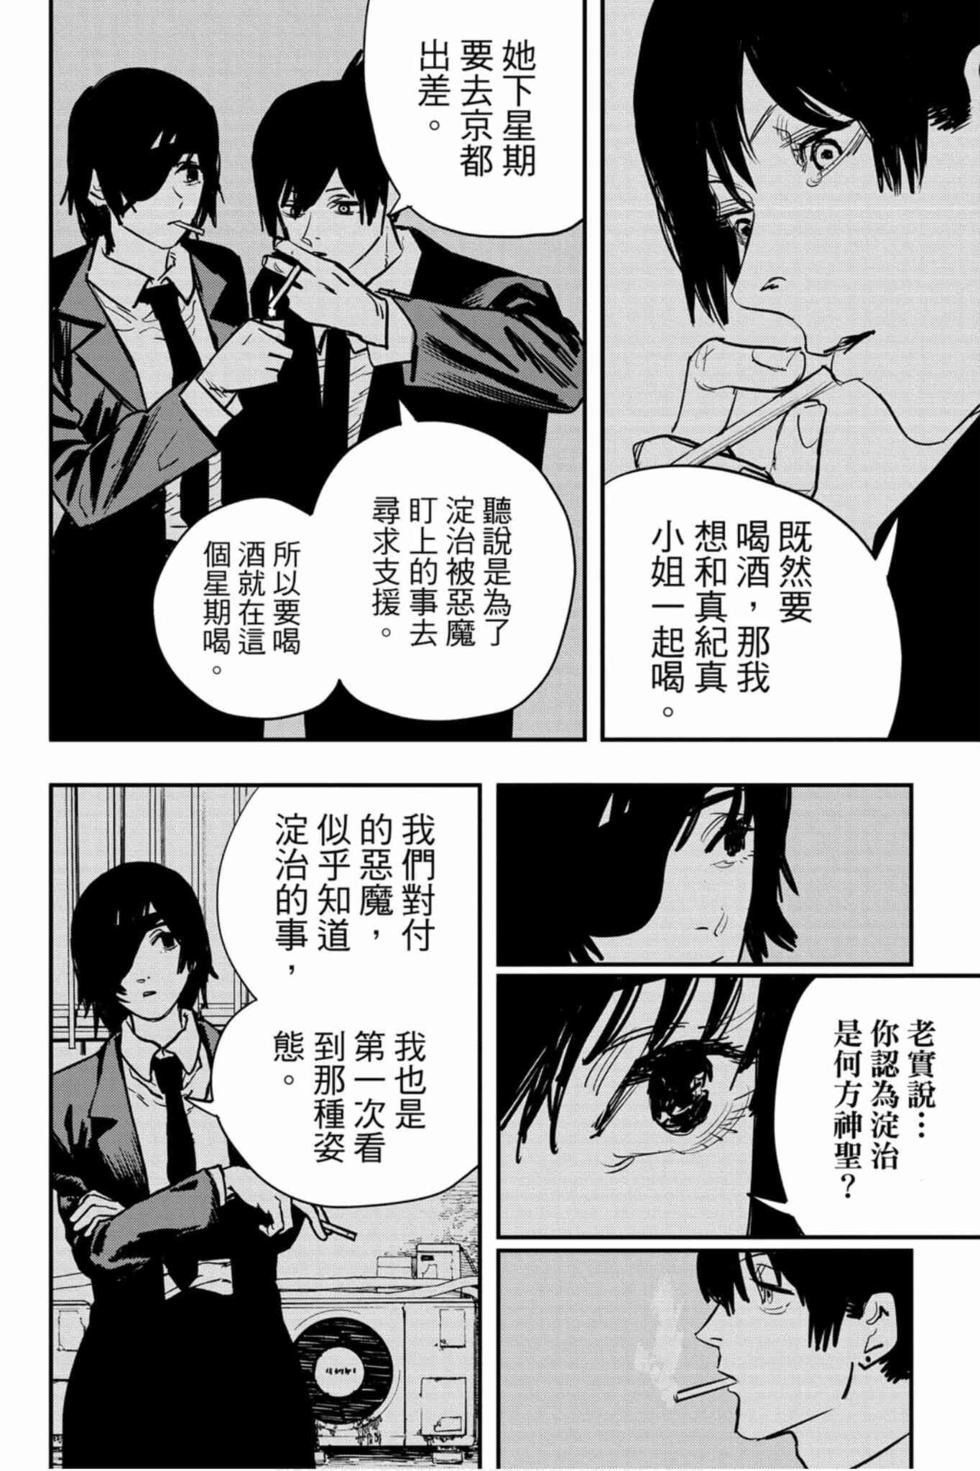 既然要
喝酒，那我
想和真紀真
小姐一起喝。
她下星期
要去京都
出差。
聽說是為了
淀治被惡魔
盯上的事去
尋求支援。
所以要喝
酒就在這
個星期喝。
老實說…
你認為淀治
是何方神聖？
我們對付
的惡魔，
似乎知道
淀治的事，
我也是
第一次看
到那種姿
態。